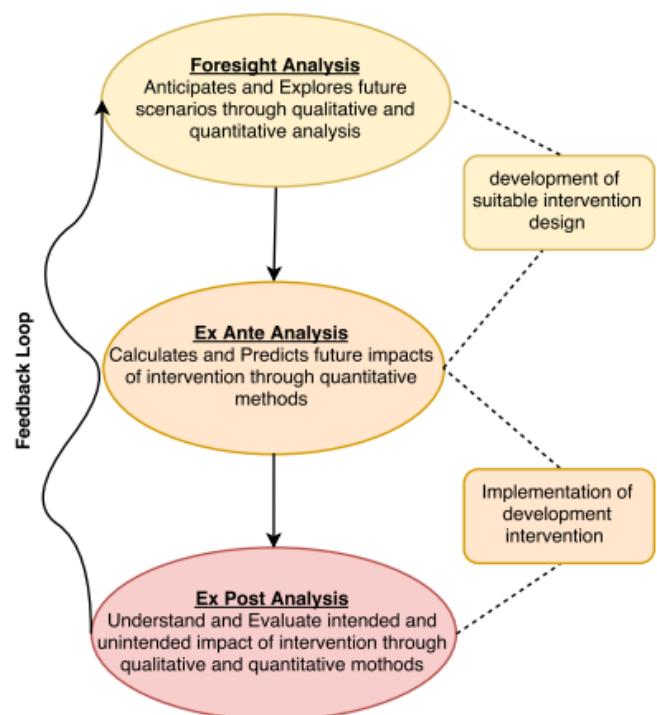 Foresight Analysis
Anticipates and Explores future
scenarios through qualitative and
quantitative analysis
development of
suitable intervention
design
Feedback Loop
Ex Ante Analysis
Calculates and Predicts future impacts
of intervention through quantitative
methods
Implementation of
development
intervention
Ex Post Analysis
Understand and Evaluate intended and
unintended impact of intervention through
qualitative and quantitative mothods